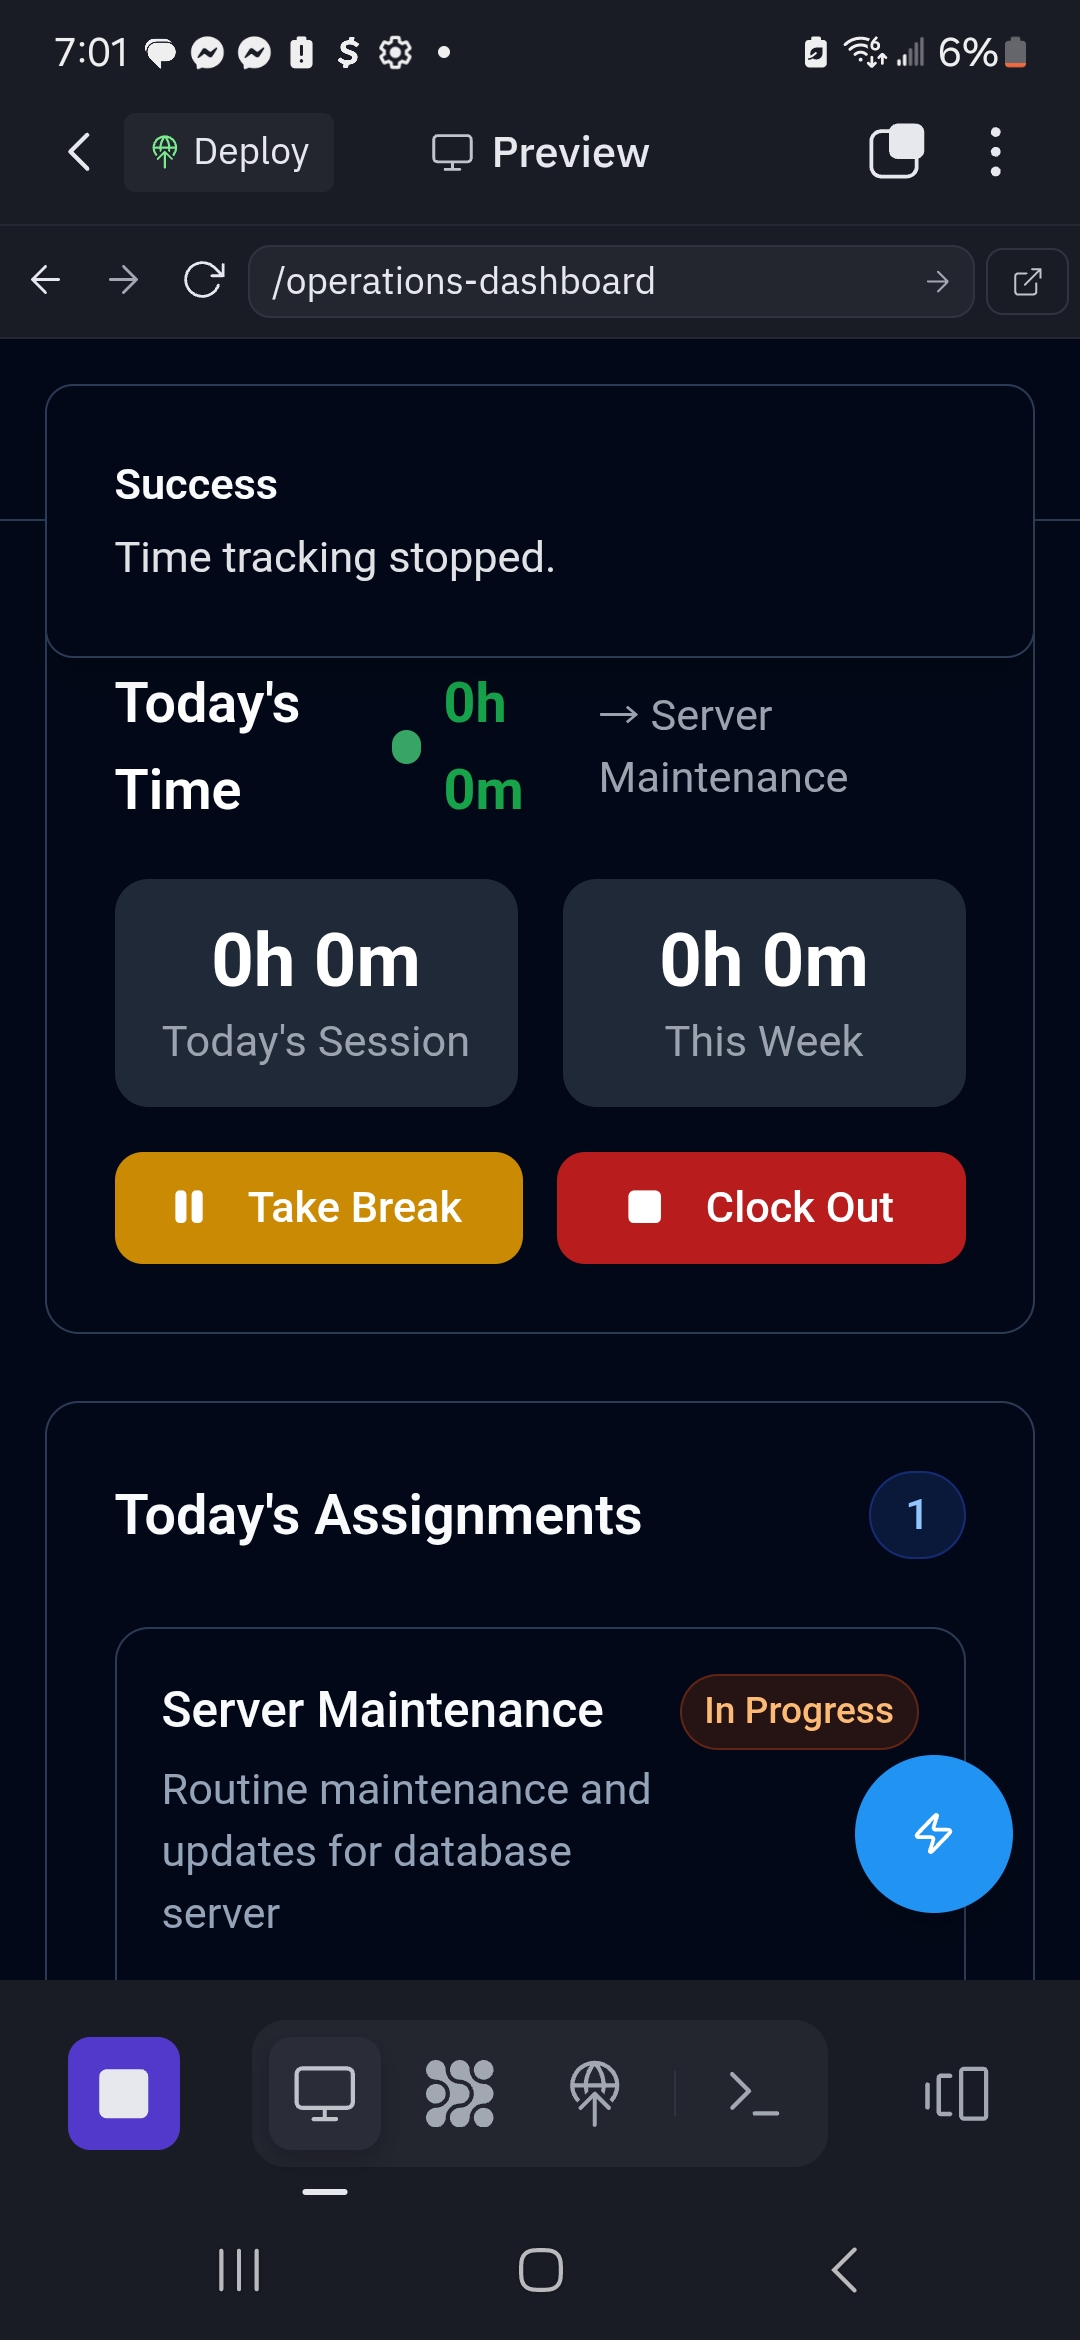 7:01
6%
Deploy
Preview
/operations-dashboard
Success
Time tracking stopped.
Today's
Time
0h
0m
→ Server
Maintenance
0h 0m
Today's Session
0h 0m
This Week
Take Break
Clock Out
Today's Assignments
1
Server Maintenance
In Progress
Routine maintenance and
updates for database
server